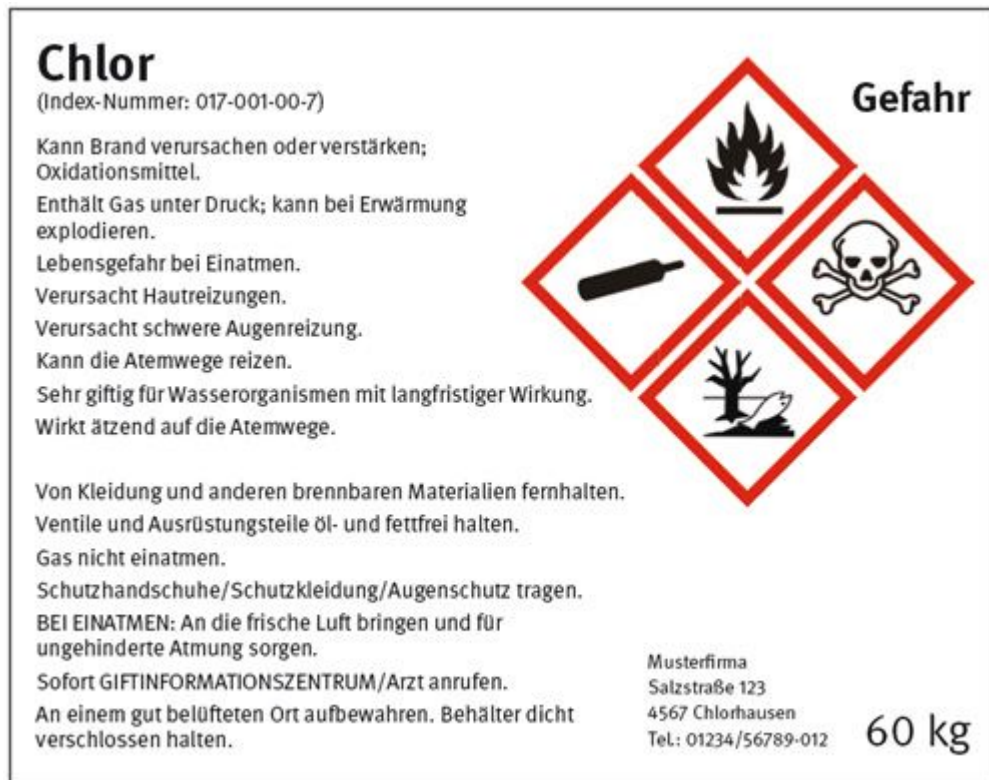 Chlor
(Index-Nummer: 017-001-00-7)
Gefahr
Kann Brand verursachen oder verstärken;
Oxidationsmittel.
Enthält Gas unter Druck; kann bei Erwärmung
explodieren.
Lebensgefahr bei Einatmen.
Verursacht Hautreizungen.
Verursacht schwere Augenreizung.
Kann die Atemwege reizen.
Sehr giftig für Wasserorganismen mit langfristiger Wirkung.
Wirkt ätzend auf die Atemwege.
Von Kleidung und anderen brennbaren Materialien fernhalten.
Ventile und Ausrüstungsteile öl- und fettfrei halten.
Gas nicht einatmen.
Schutzhandschuhe/Schutzkleidung/Augenschutz tragen.
BEI EINATMEN: An die frische Luft bringen und für
ungehinderte Atmung sorgen.
Sofort GIFTINFORMATIONSZENTRUM/Arzt anrufen.
An einem gut belüfteten Ort aufbewahren. Behälter dicht
verschlossen halten.
Musterfirma
Salzstraße 123
4567 Chlorhausen
Tel.: 01234/56789-012
60 kg